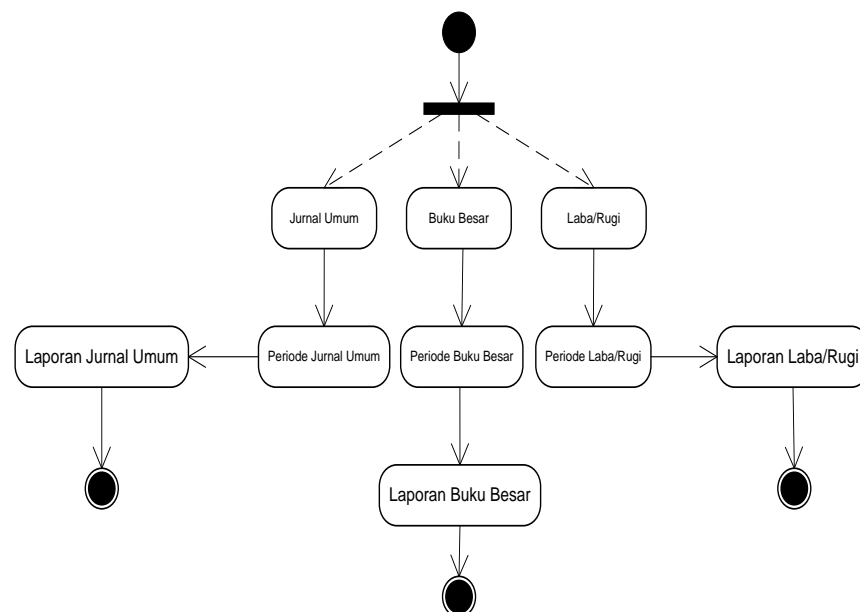 Jurnal Umum
Buku Besar
Laba/Rugi
Laporan Jurnal Umum
Periode Jurnal Umum
Periode Buku Besar
Periode Laba/Rugi
Laporan Laba/Rugi
Laporan Buku Besar